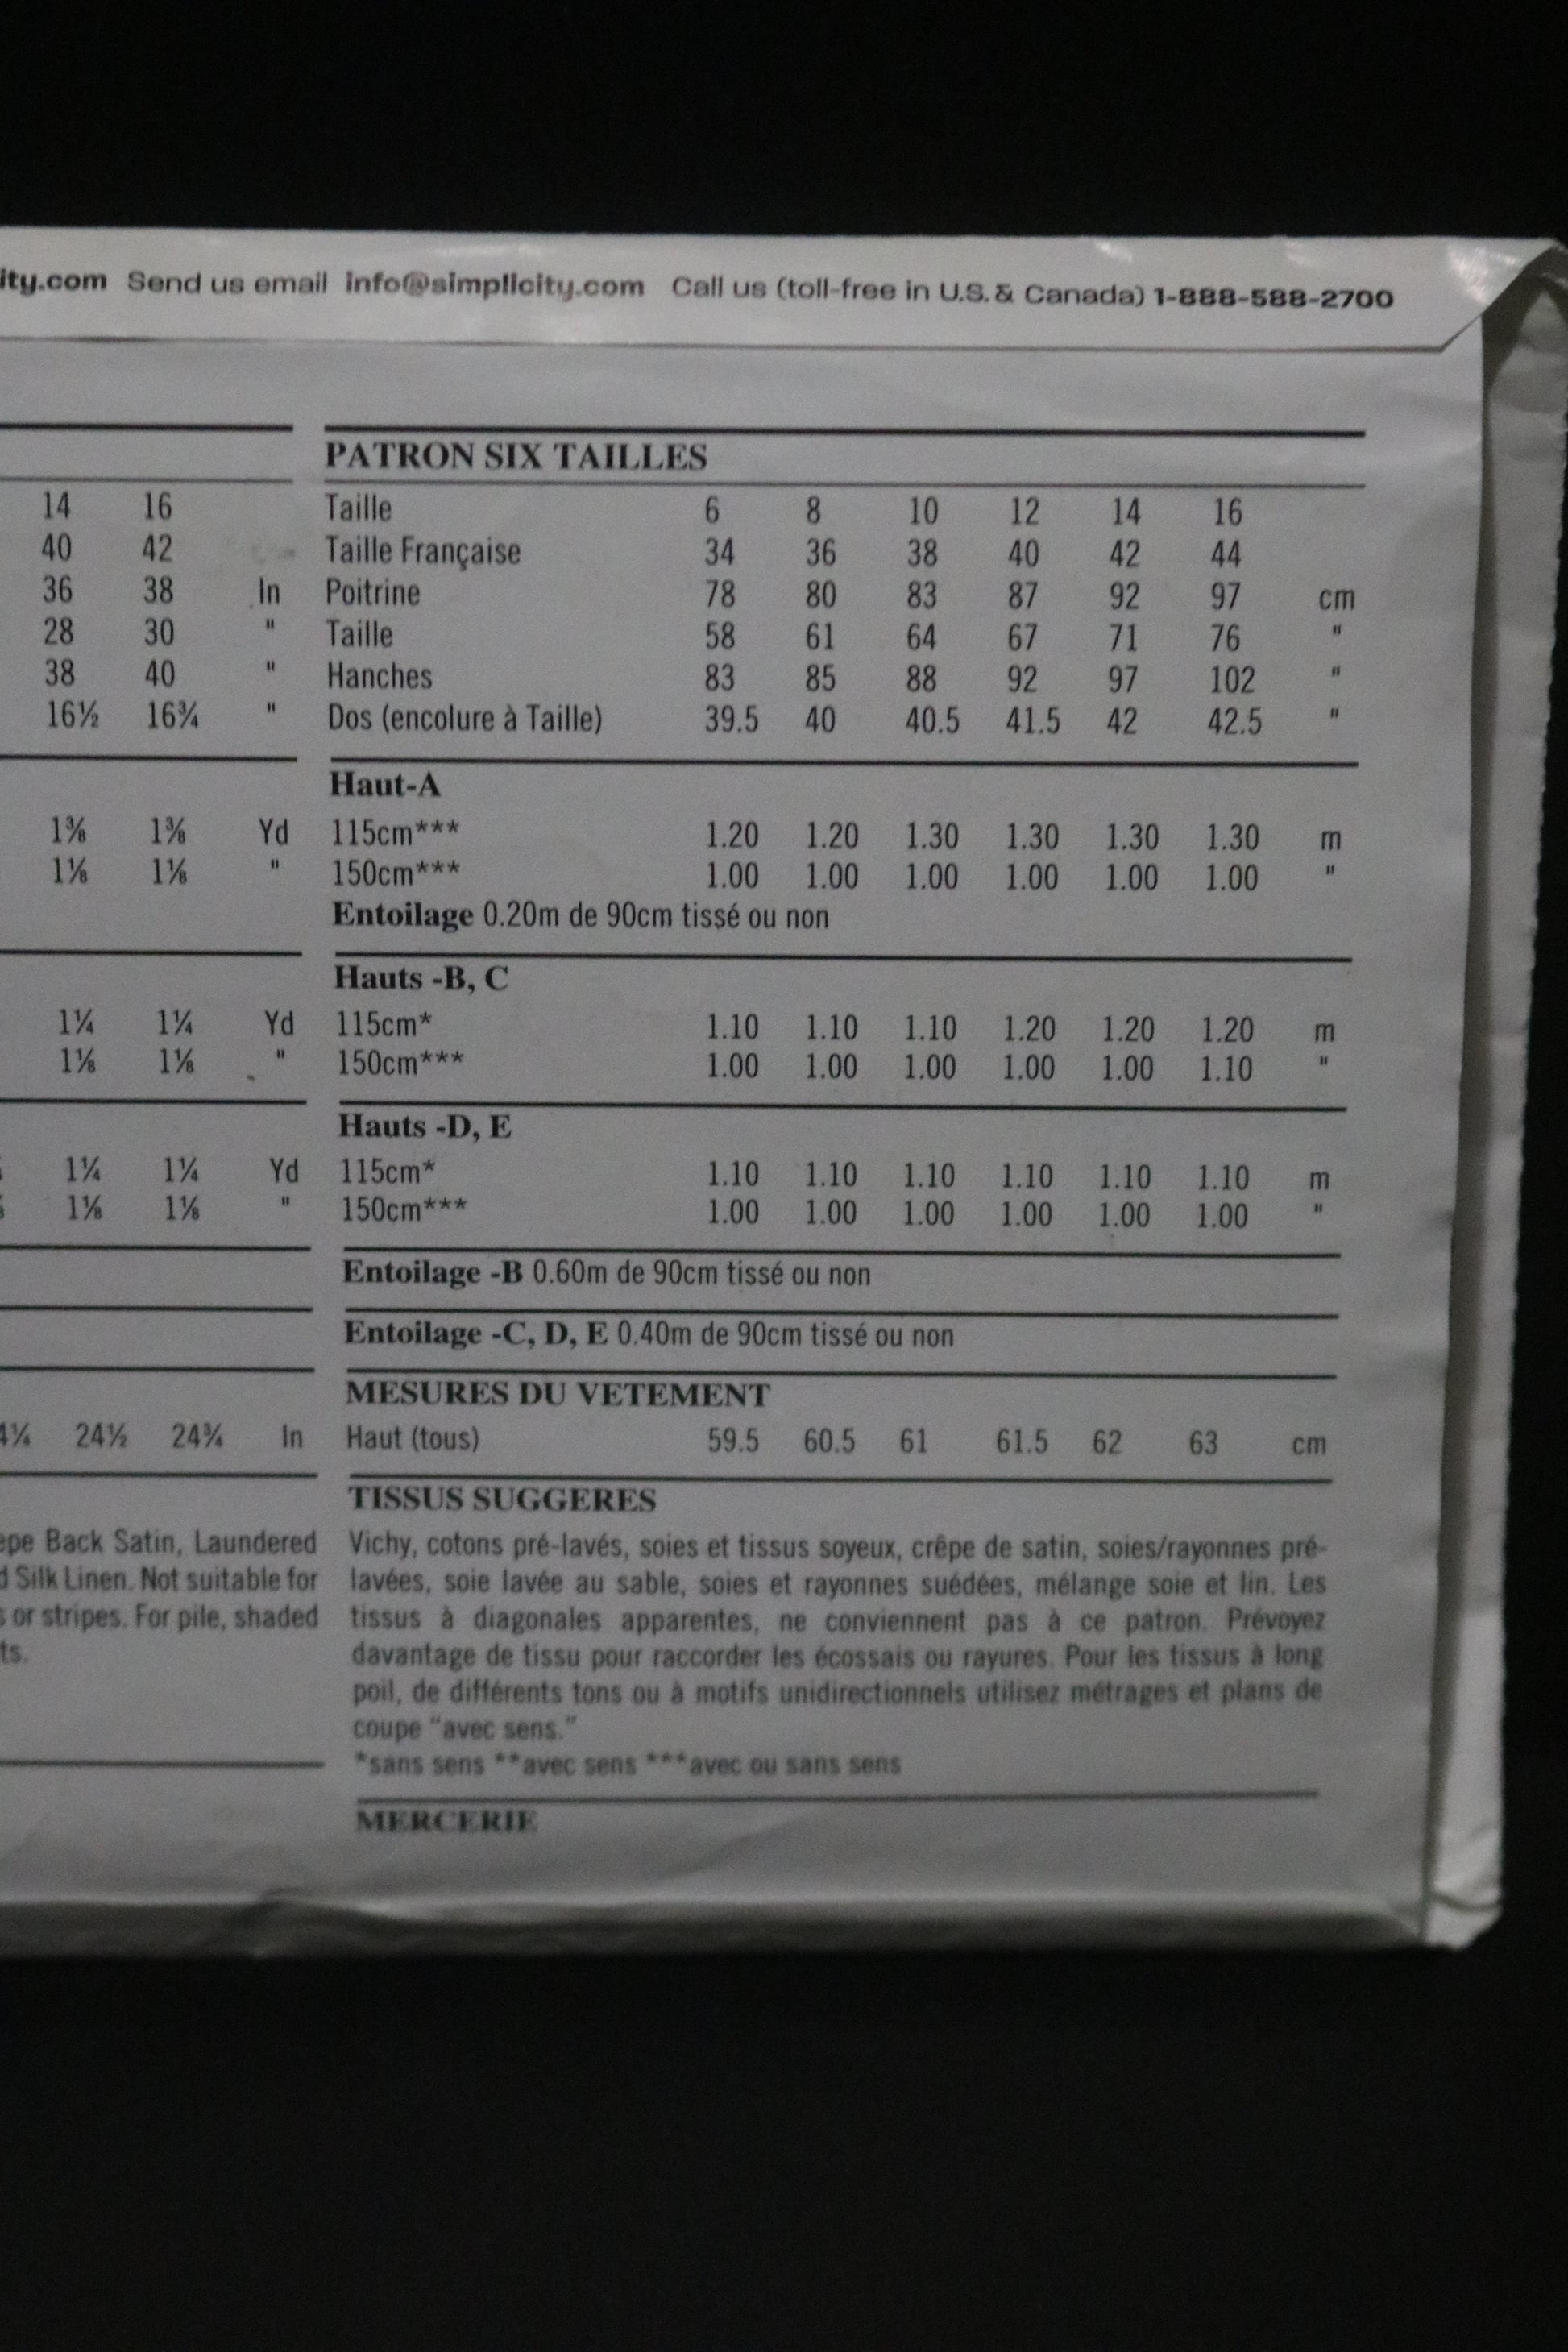 ity.com Send us email info@simplicity.com Call us (toll-free in U.S. & Canada) 1-888-588-2700
PATRON SIX TAILLES
14 16 Taille 6 8 10 12 14 16
40 42 Taille Française 34 36 38 40 42 44
36 38 In Poitrine 78 80 83 87 92 97 cm
28 30 " Taille 58 61 64 67 71 76 "
38 40 " Hanches 83 85 88 92 97 102 "
16½ 16¾ " Dos (encolure à Taille) 39.5 40 40.5 41.5 42 42.5 "
Haut-A
1⅜ 1⅜ Yd 115cm*** 1.20 1.20 1.30 1.30 1.30 1.30 m
1⅛ 1⅛ " 150cm*** 1.00 1.00 1.00 1.00 1.00 1.00 "
Entoilage 0.20m de 90cm tissé ou non
Hauts -B, C
1¼ 1¼ Yd 115cm* 1.10 1.10 1.10 1.20 1.20 1.20 m
1⅛ 1⅛ " 150cm*** 1.00 1.00 1.00 1.00 1.00 1.10 "
Hauts -D, E
1¼ 1¼ Yd 115cm* 1.10 1.10 1.10 1.10 1.10 1.10 m
1⅛ 1⅛ " 150cm*** 1.00 1.00 1.00 1.00 1.00 1.00 "
Entoilage -B 0.60m de 90cm tissé ou non
Entoilage -C, D, E 0.40m de 90cm tissé ou non
MESURES DU VETEMENT
4¼ 24½ 24¾ In Haut (tous) 59.5 60.5 61 61.5 62 63 cm
TISSUS SUGGERES
epe Back Satin, Laundered Vichy, cotons pré-lavés, soies et tissus soyeux, crêpe de satin, soies/rayonnes pré-
d Silk Linen. Not suitable for lavées, soie lavée au sable, soies et rayonnes suédées, mélange soie et lin. Les
s or stripes. For pile, shaded tissus à diagonales apparentes, ne conviennent pas à ce patron. Prévoyez
ts. davantage de tissu pour raccorder les écossais ou rayures. Pour les tissus à long
poil, de différents tons ou à motifs unidirectionnels utilisez métrages et plans de
coupe "avec sens."
*sans sens **avec sens ***avec ou sans sens
MERCERIE